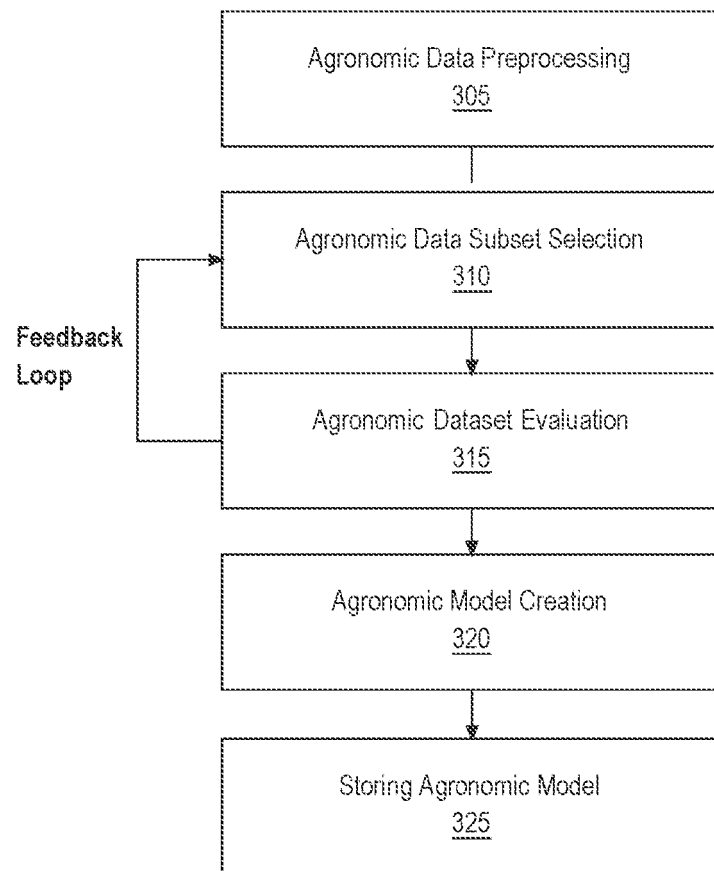 Agronomic Data Preprocessing
305
Agronomic Data Subset Selection
310
Feedback
Loop
Agronomic Dataset Evaluation
315
Agronomic Model Creation
320
Storing Agronomic Model
325